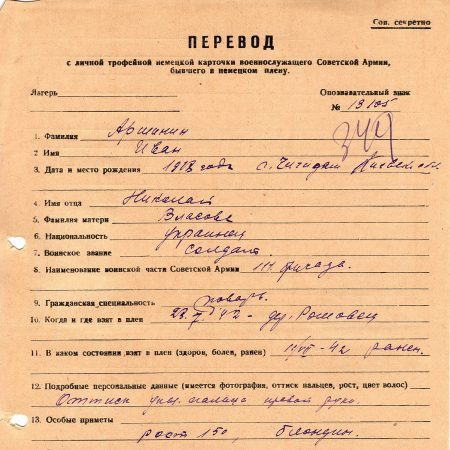 Сов. секретно
ПЕРЕВОД
с личной трофейной немецкой карточки военнослужащего Советской Армии,
бывшего в немецком плену.
Лагерь
Опознавательный знак
№ 13105
1. Фамилия Аршинин
2 Имя Иван
3. Дата и место рождения 1918 года с.
4. Имя отца Николай
5. Фамилия матери Власова
6. Национальность украинец
7. Воинское звание солдат
8. Наименование воинской части Советской Армии бригада.
9. Гражданская специальность токарь.
10. Когда и где взят в плен 42 -
11. В каком состоянии взят в плен (здоров, болен, ранен) 42 ранен.
12. Подробные персональные данные (имеется фотография, оттиск пальцев, рост, цвет волос)
Оттиск пальца правой руки.
13. Особые приметы
рост 150, блондин.